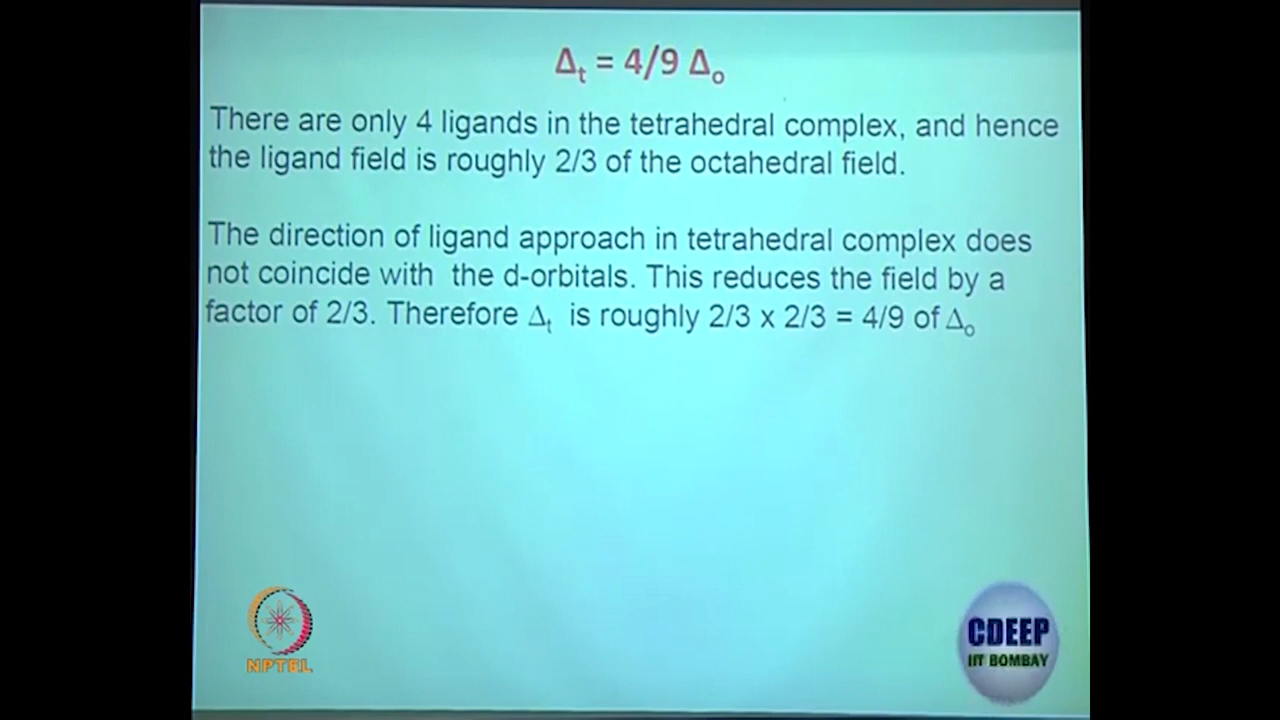 Δt = 4/9 Δo
There are only 4 ligands in the tetrahedral complex, and hence
the ligand field is roughly 2/3 of the octahedral field.
The direction of ligand approach in tetrahedral complex does
not coincide with the d-orbitals. This reduces the field by a
factor of 2/3. Therefore Δt is roughly 2/3 x 2/3 = 4/9 of Δo
NPTEL
CDEEP
IIT BOMBAY